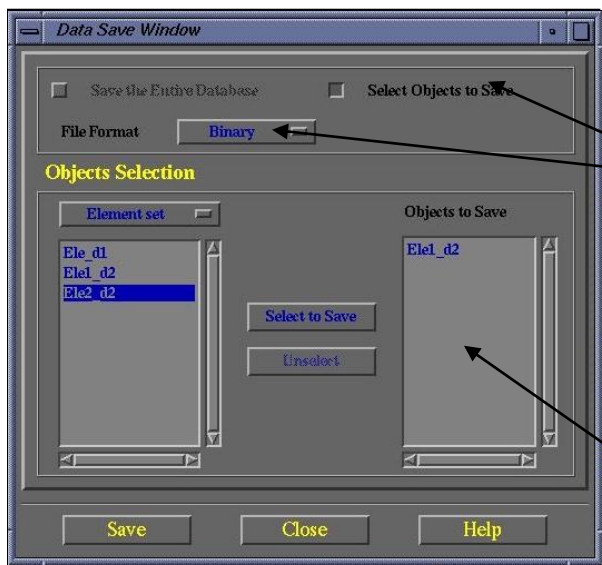 Data Save Window
Save the Entire Database
Select Objects to Save
File Format
Binary
Objects Selection
Element set
Objects to Save
Ele_d1
Ele1_d2
Ele2_d2
Ele1_d2
Select to Save
Unselect
Save
Close
Help